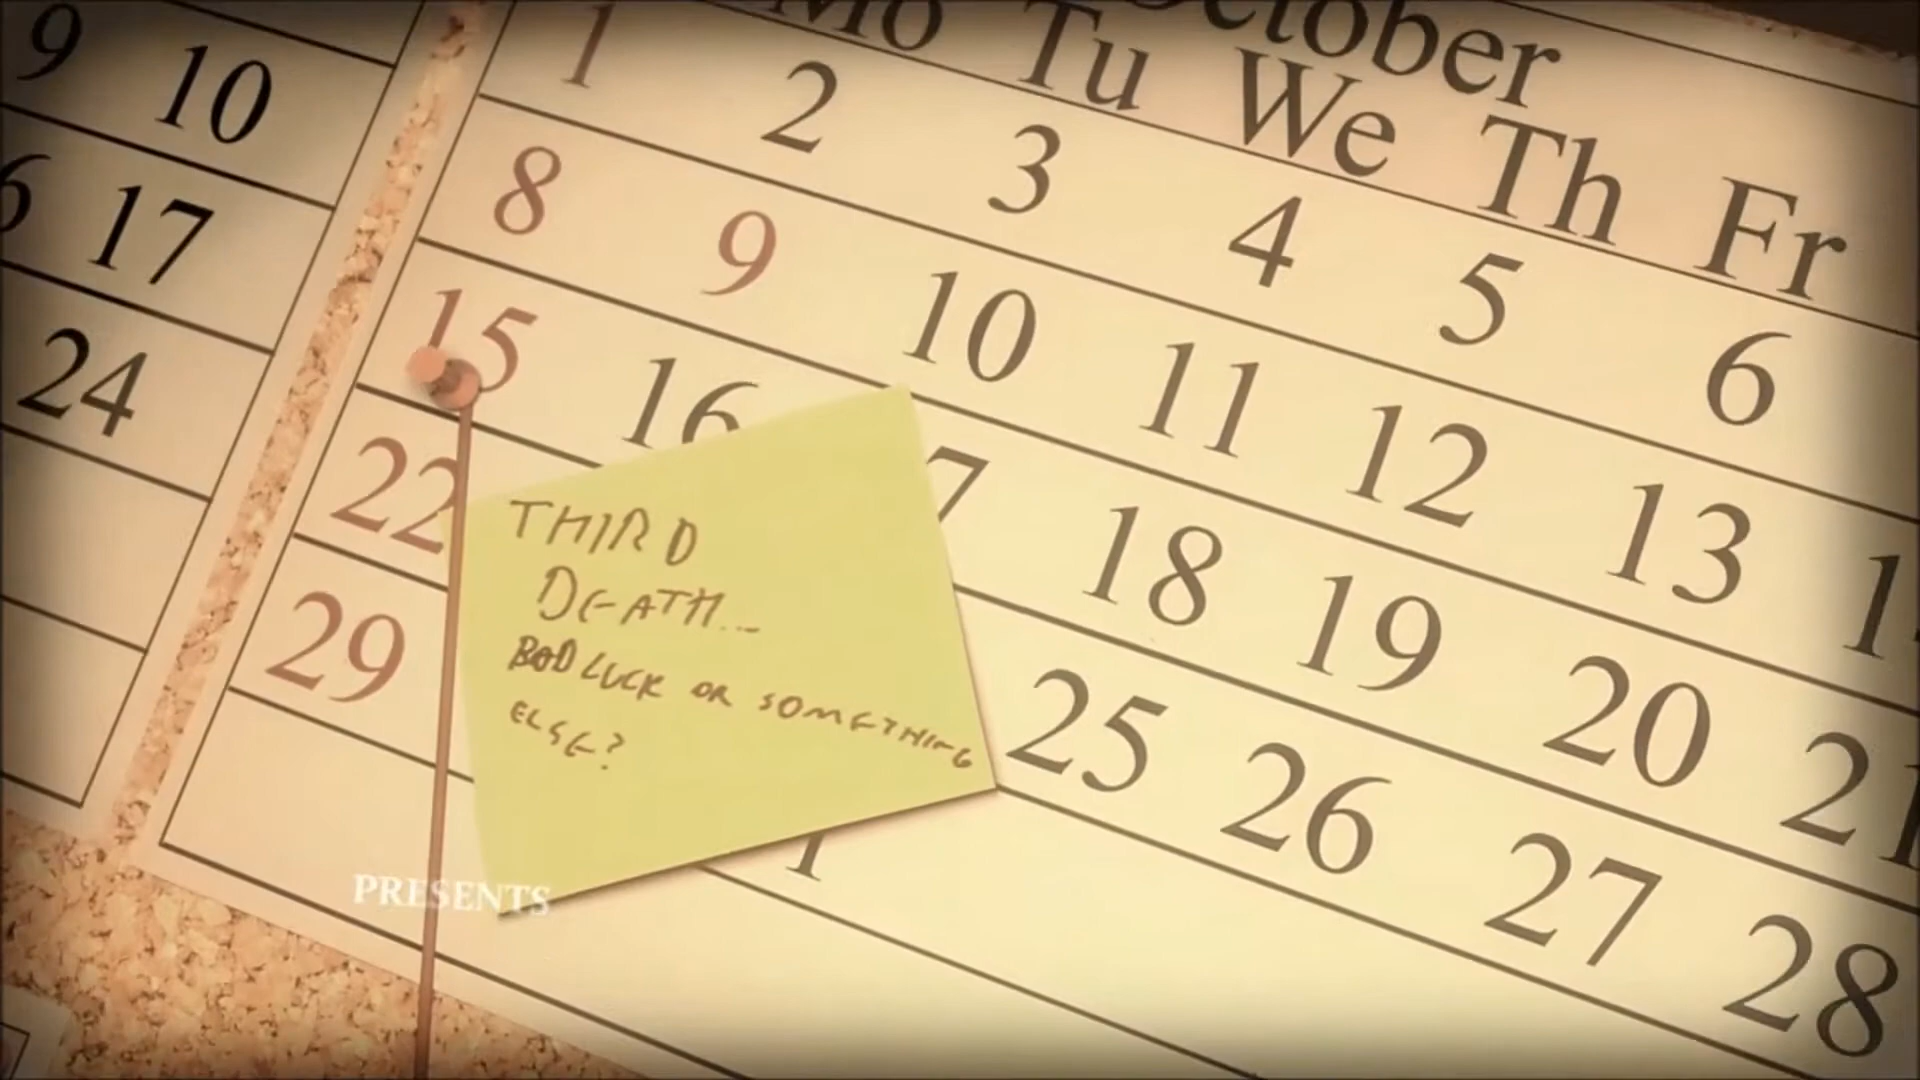 October
Mo Tu We Th Fr
1 2 3 4 5 6
8 9 10 11 12 13
15 16 7 18 19 20 21
22 25 26 27 28
29
9 10
17
24
THIRD
DEATH...
BAD LUCK OR SOMETHING
ELSE?
PRESENTS